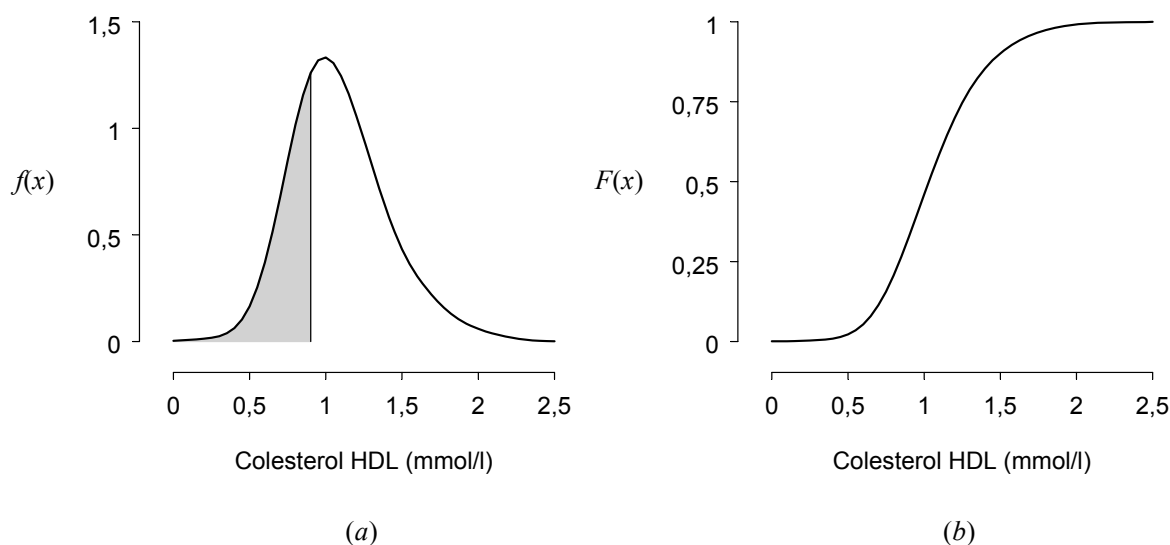 1,5
1
0,5
0
f(x)
0 0,5 1 1,5 2 2,5
Colesterol HDL (mmol/l)
(a)
1
0,75
0,5
0,25
0
F(x)
0 0,5 1 1,5 2 2,5
Colesterol HDL (mmol/l)
(b)